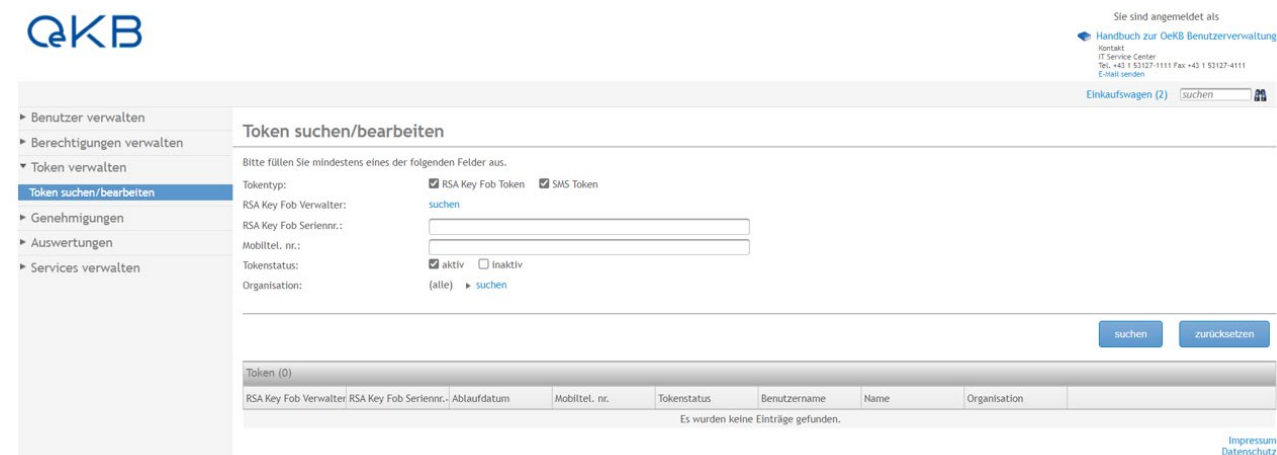 OeKB
Sie sind angemeldet als
Handbuch zur OeKB Benutzerverwaltung
Kontakt
IT Service Center
Tel. +43 1 53127-1111 Fax +43 1 53127-4111
E-Mail senden
Einkaufswagen (2) suchen
Benutzer verwalten
Berechtigungen verwalten
Token verwalten
Token suchen/bearbeiten
Genehmigungen
Auswertungen
Services verwalten
Token suchen/bearbeiten
Bitte füllen Sie mindestens eines der folgenden Felder aus.
Tokentyp: RSA Key Fob Token SMS Token
RSA Key Fob Verwalter: suchen
RSA Key Fob Seriennr.:
Mobiltel. nr.:
Tokenstatus: aktiv inaktiv
Organisation: (alle) suchen
suchen zurücksetzen
Token (0)
RSA Key Fob Verwalter RSA Key Fob Seriennr. Ablaufdatum Mobiltel. nr. Tokenstatus Benutzername Name Organisation
Es wurden keine Einträge gefunden.
Impressum
Datenschutz